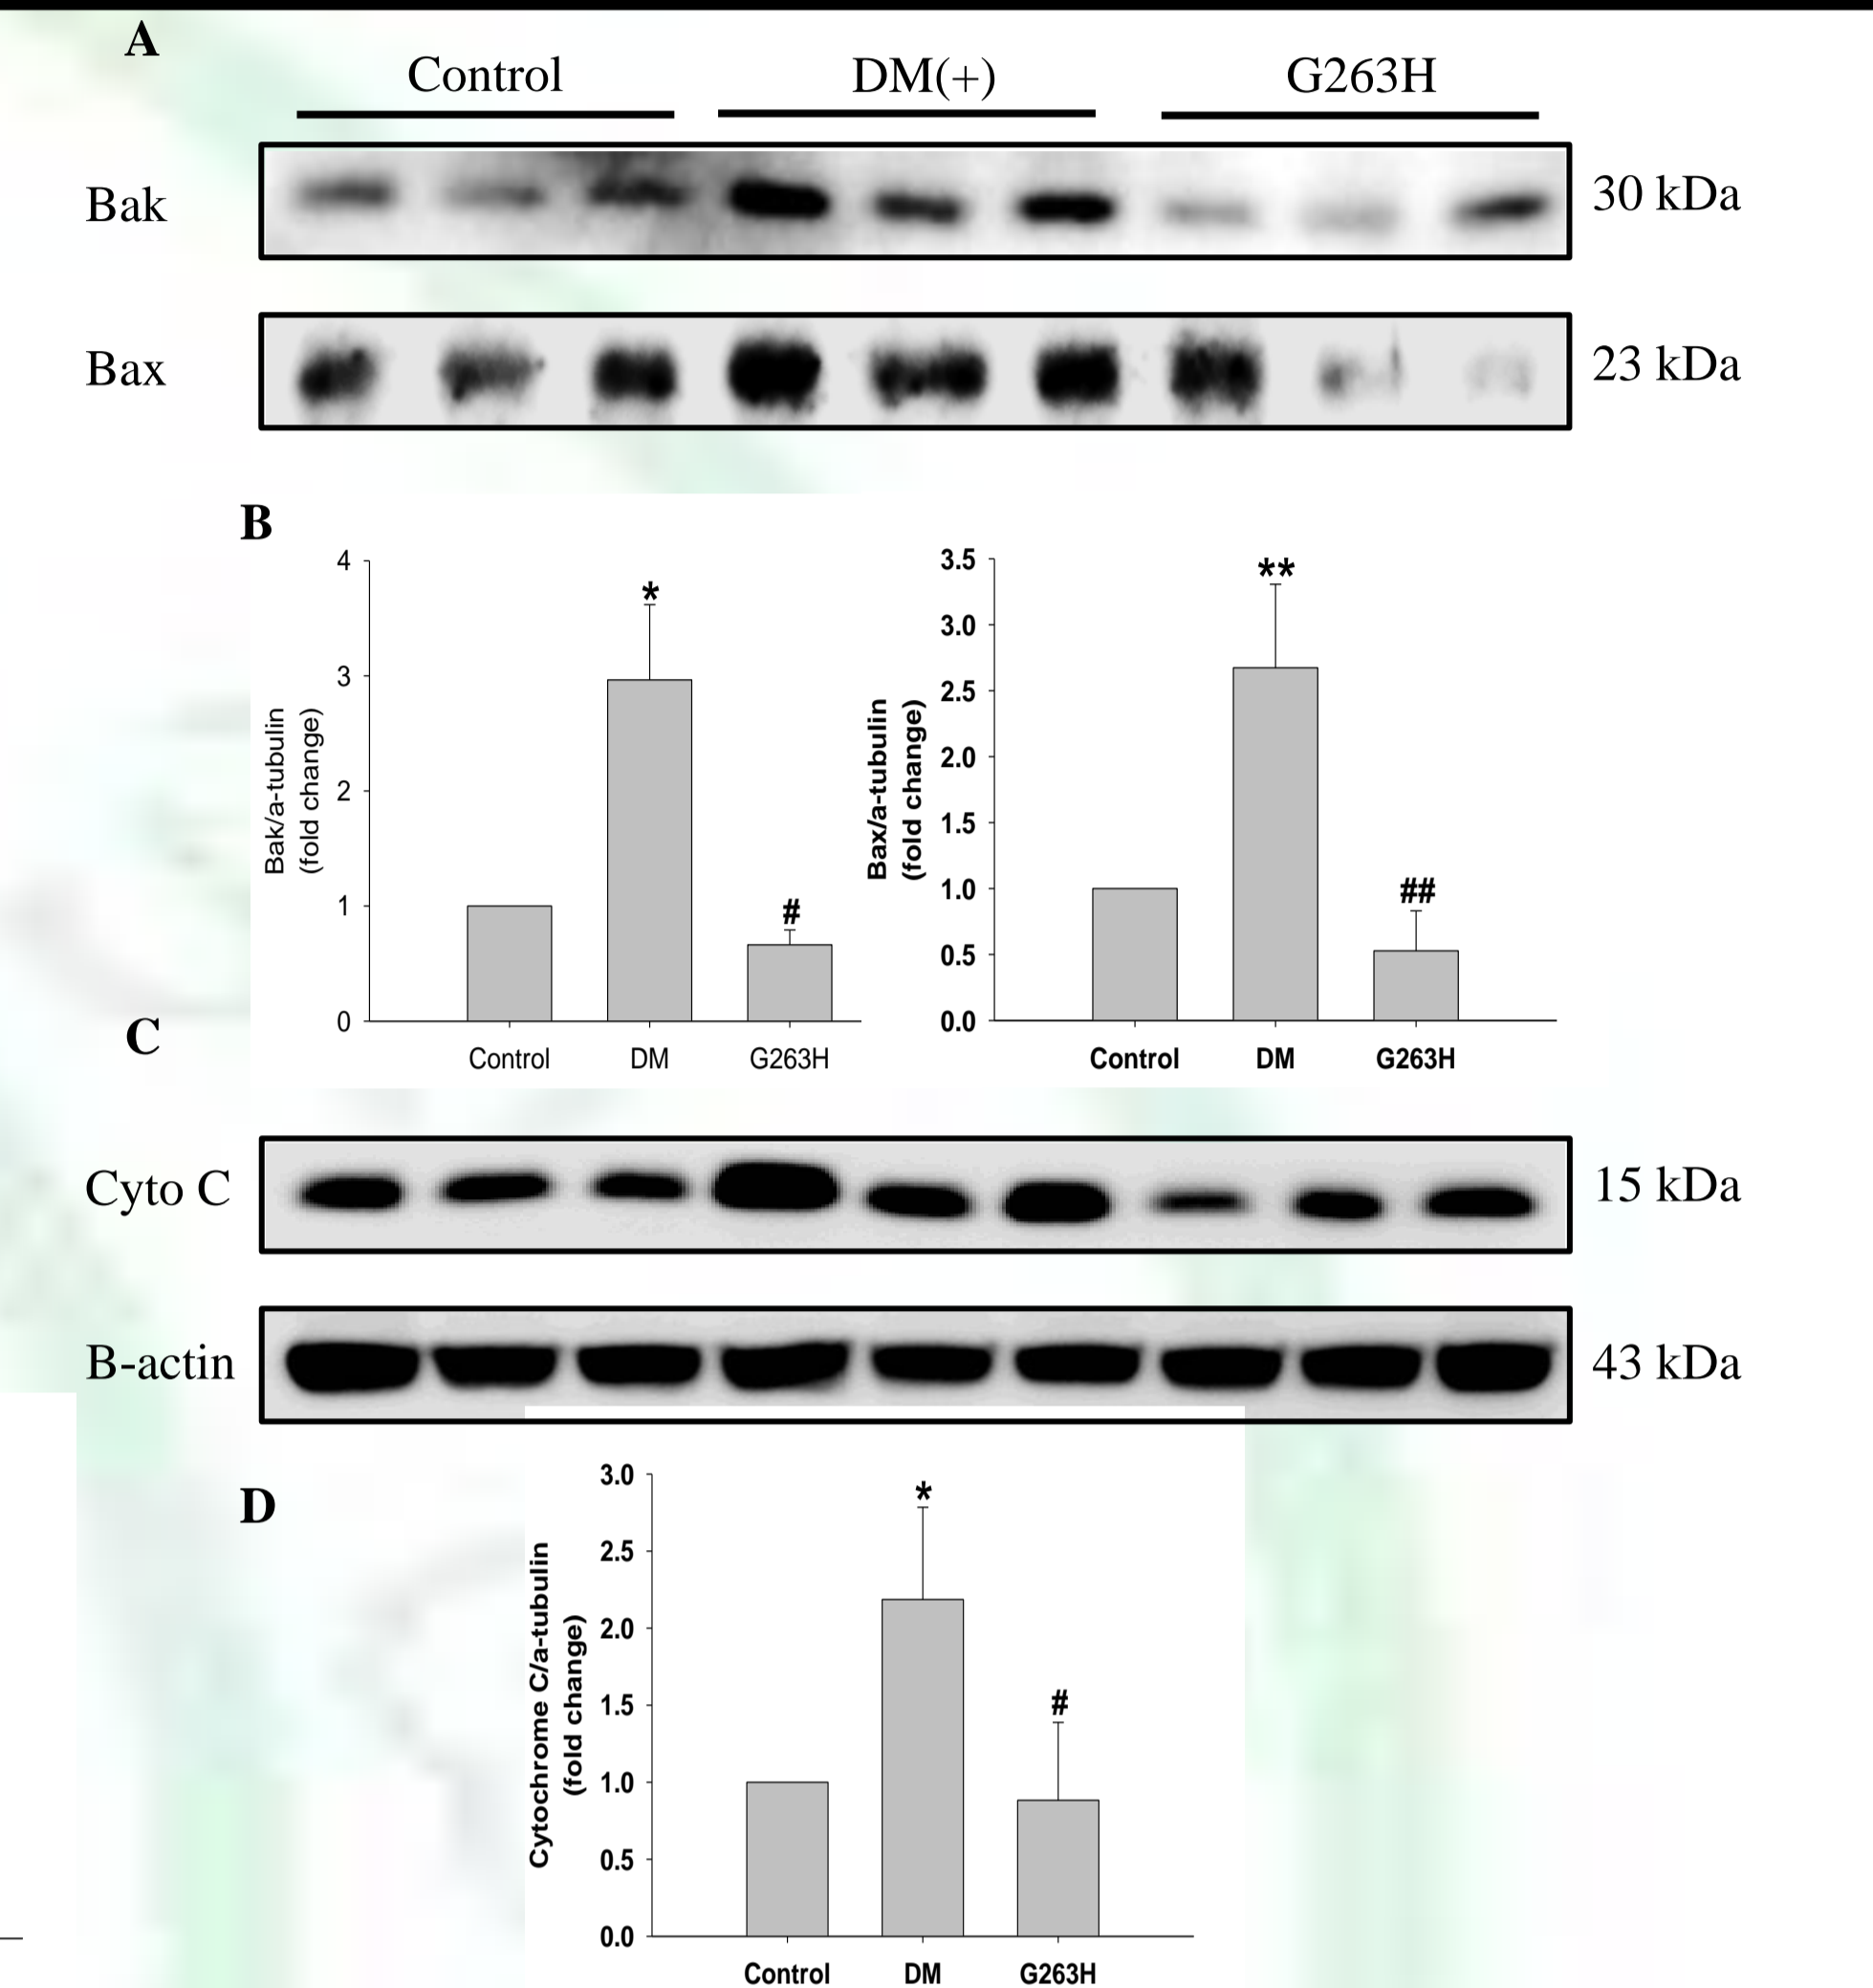 A
Control DM(+) G263H
Bak 30 kDa
Bax 23 kDa
B
4
3
2
1
0
Bak/a-tubulin
(fold change)
*
#
Control DM G263H
3.5
3.0
2.5
2.0
1.5
1.0
0.5
0.0
Bax/a-tubulin
(fold change)
**
##
Control DM G263H
C
Cyto C 15 kDa
B-actin 43 kDa
D
3.0
2.5
2.0
1.5
1.0
0.5
0.0
Cytochrome C/a-tubulin
(fold change)
*
#
Control DM G263H